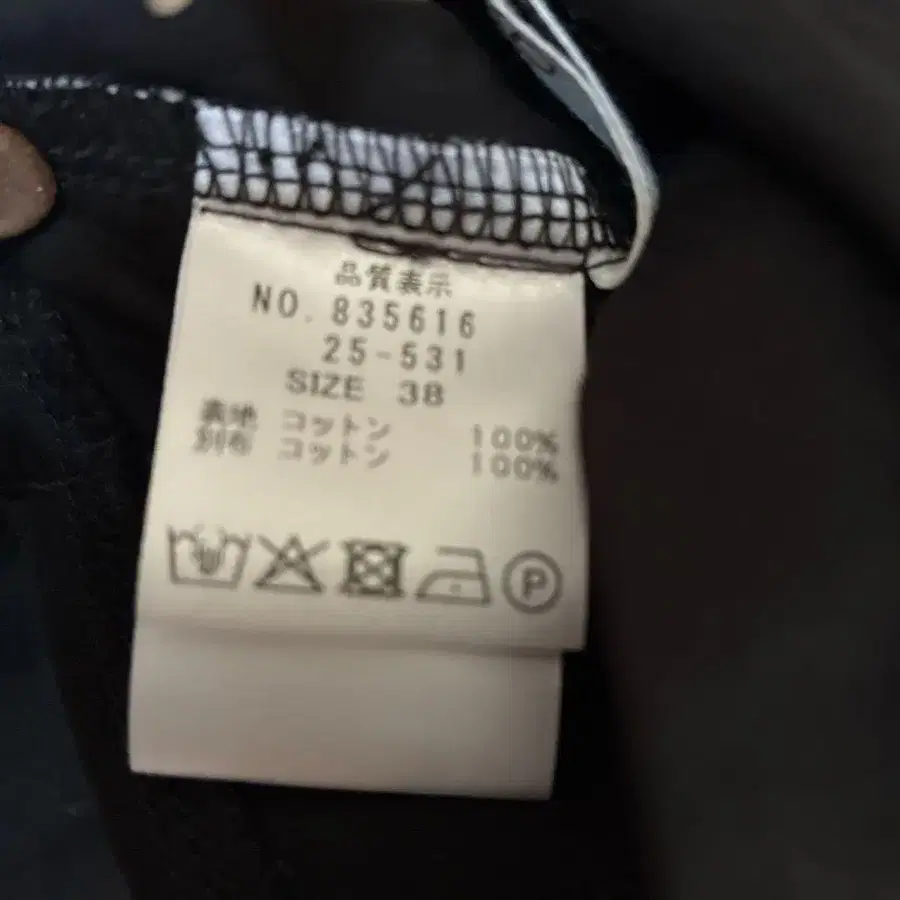 品質表示
NO. 835616
25-531
SIZE 38
表地 コットン 100%
別布 コットン 100%
P